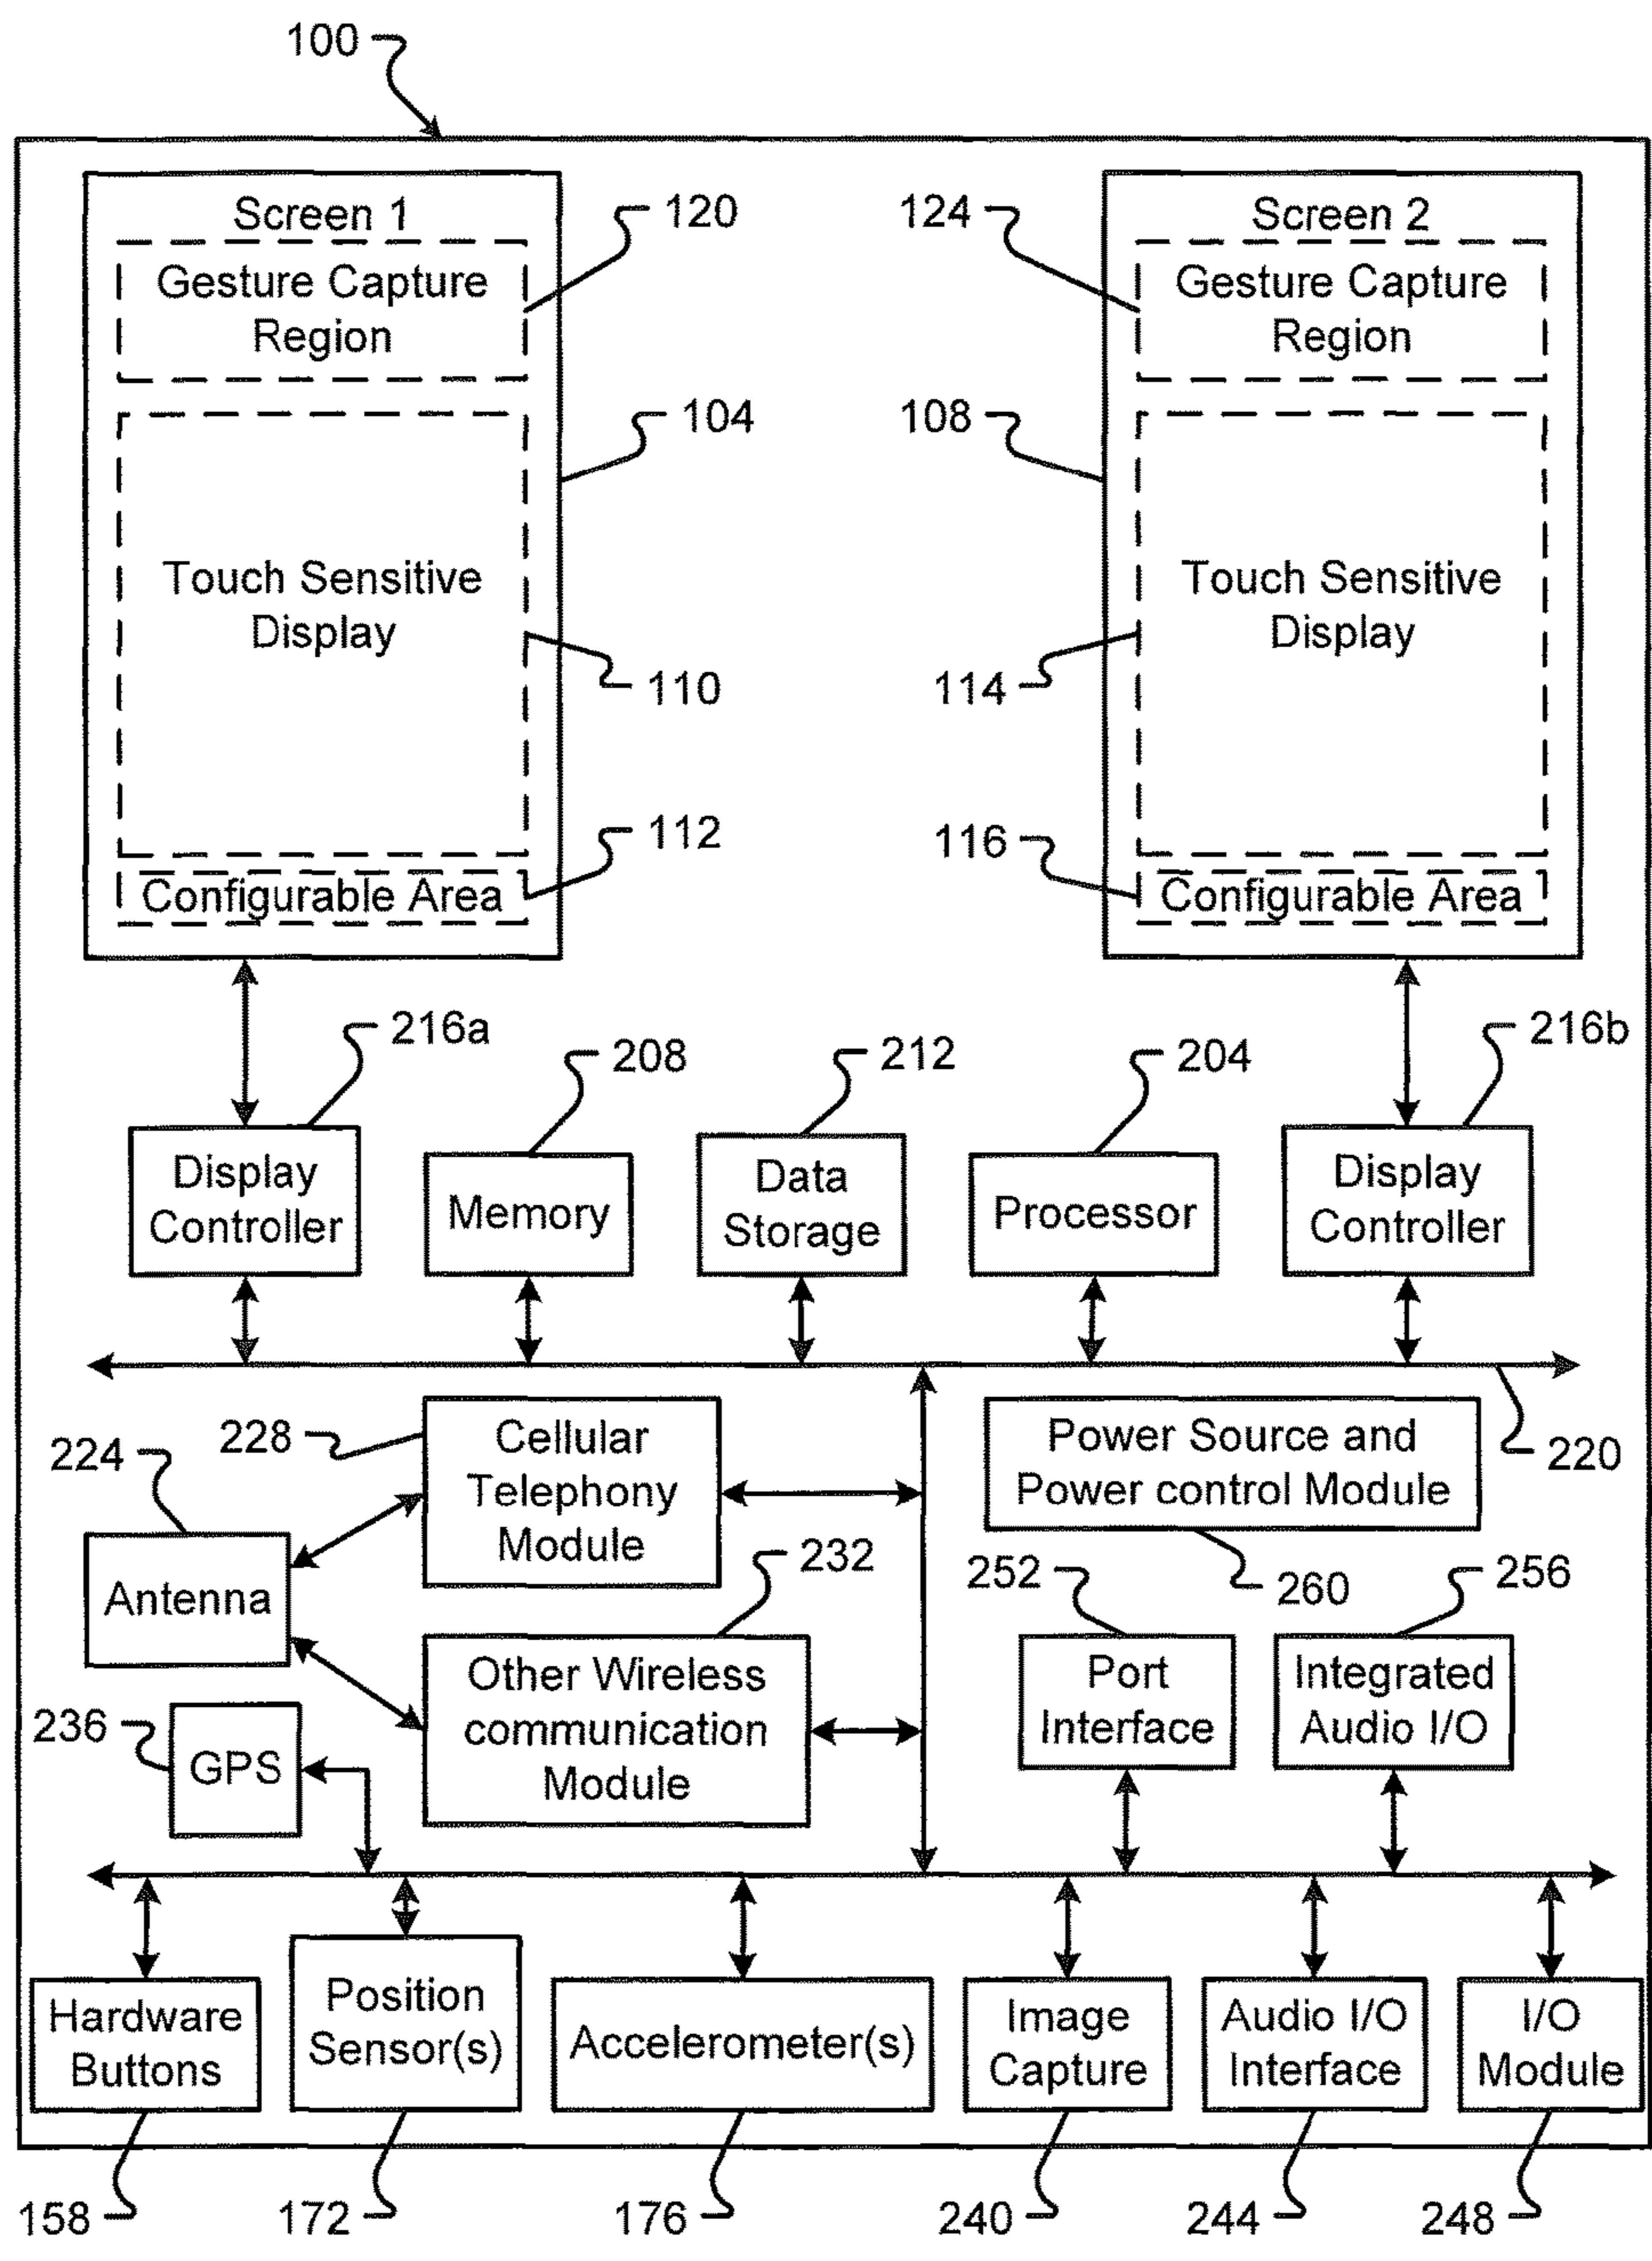 100
Screen 1
120
124
Screen 2
Gesture Capture
Region
Gesture Capture
Region
104
108
Touch Sensitive
Display
Touch Sensitive
Display
110
114
112
116
Configurable Area
Configurable Area
216a
208
212
204
216b
Display
Controller
Memory
Data
Storage
Processor
Display
Controller
228
Cellular
Telephony
Module
Power Source and
Power control Module
220
224
Antenna
232
252
260
256
Other Wireless
communication
Module
Port
Interface
Integrated
Audio I/O
236
GPS
Hardware
Buttons
Position
Sensor(s)
Accelerometer(s)
Image
Capture
Audio I/O
Interface
I/O
Module
158
172
176
240
244
248